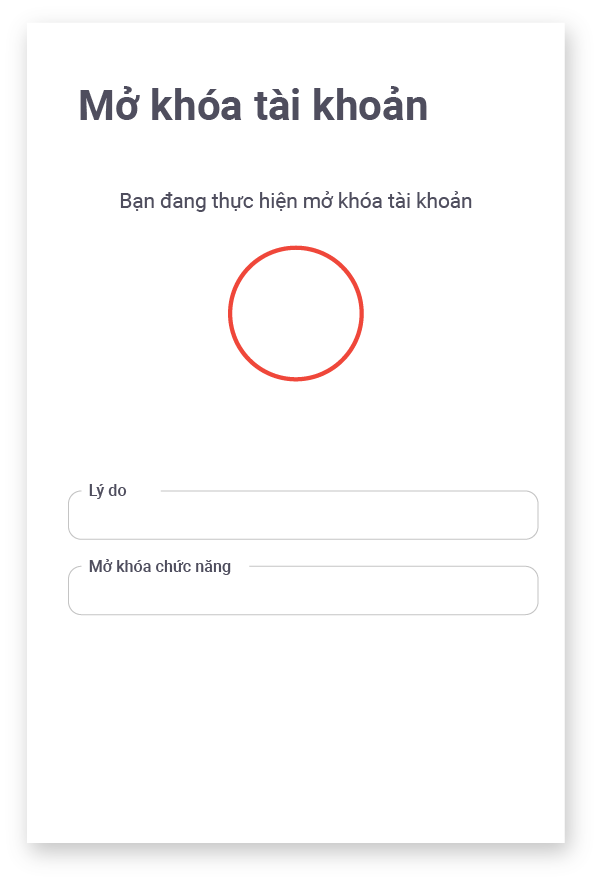 Mở khóa tài khoản
Bạn đang thực hiện mở khóa tài khoản
Lý do
Mở khóa chức năng